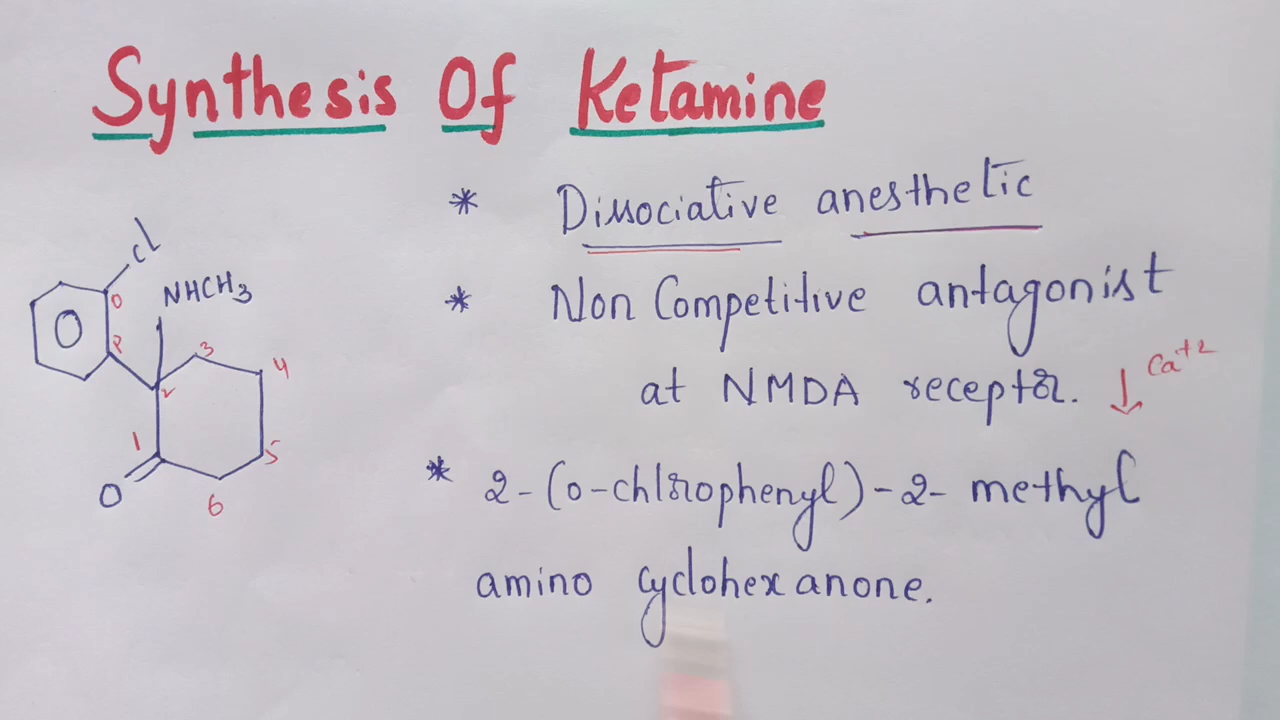 Synthesis Of Ketamine
* Dissociative anesthetic
* Non Competitive antagonist
at NMDA receptor. ↓ Ca+2
* 2-(o-chlorophenyl)-2-methyl
amino cyclohexanone.
Cl
NHCH3
O
O
P
3
4
2
1
5
O
6